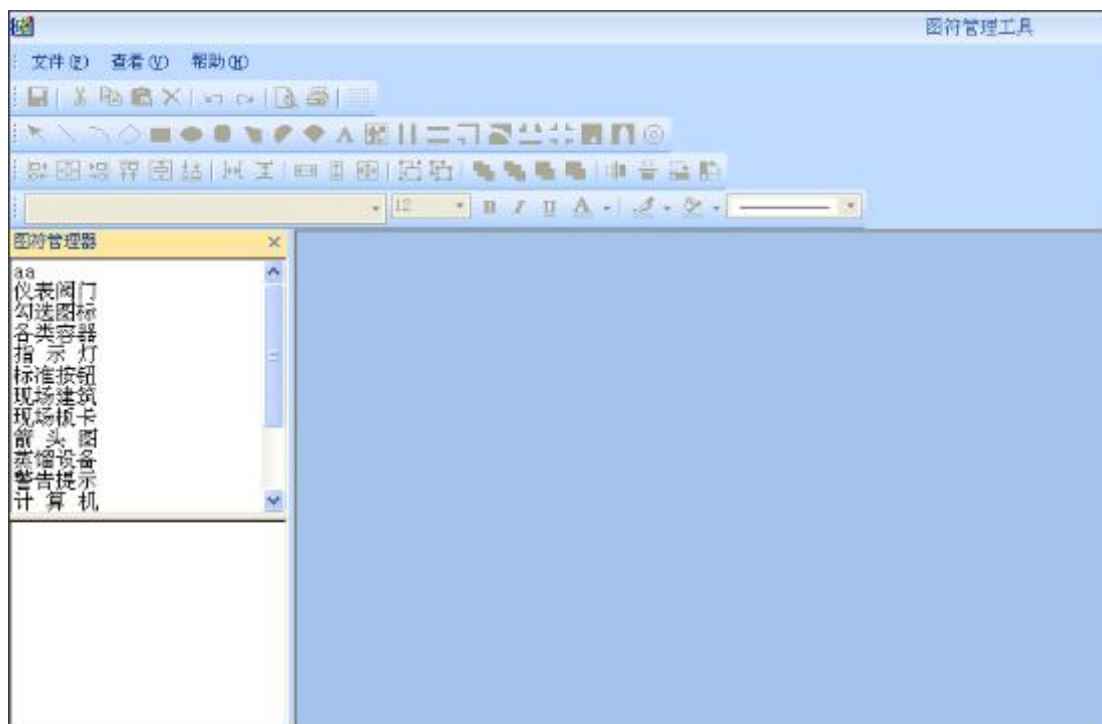 图符管理工具
文件(F) 查看(V) 帮助(H)
12 B I U A
图符管理器
aa
仪表阀门
勾选图标
各类容器
指 示 灯
标准按钮
现场建筑
现场板卡
箭 头 图
蒸馏设备
警告提示
计 算 机